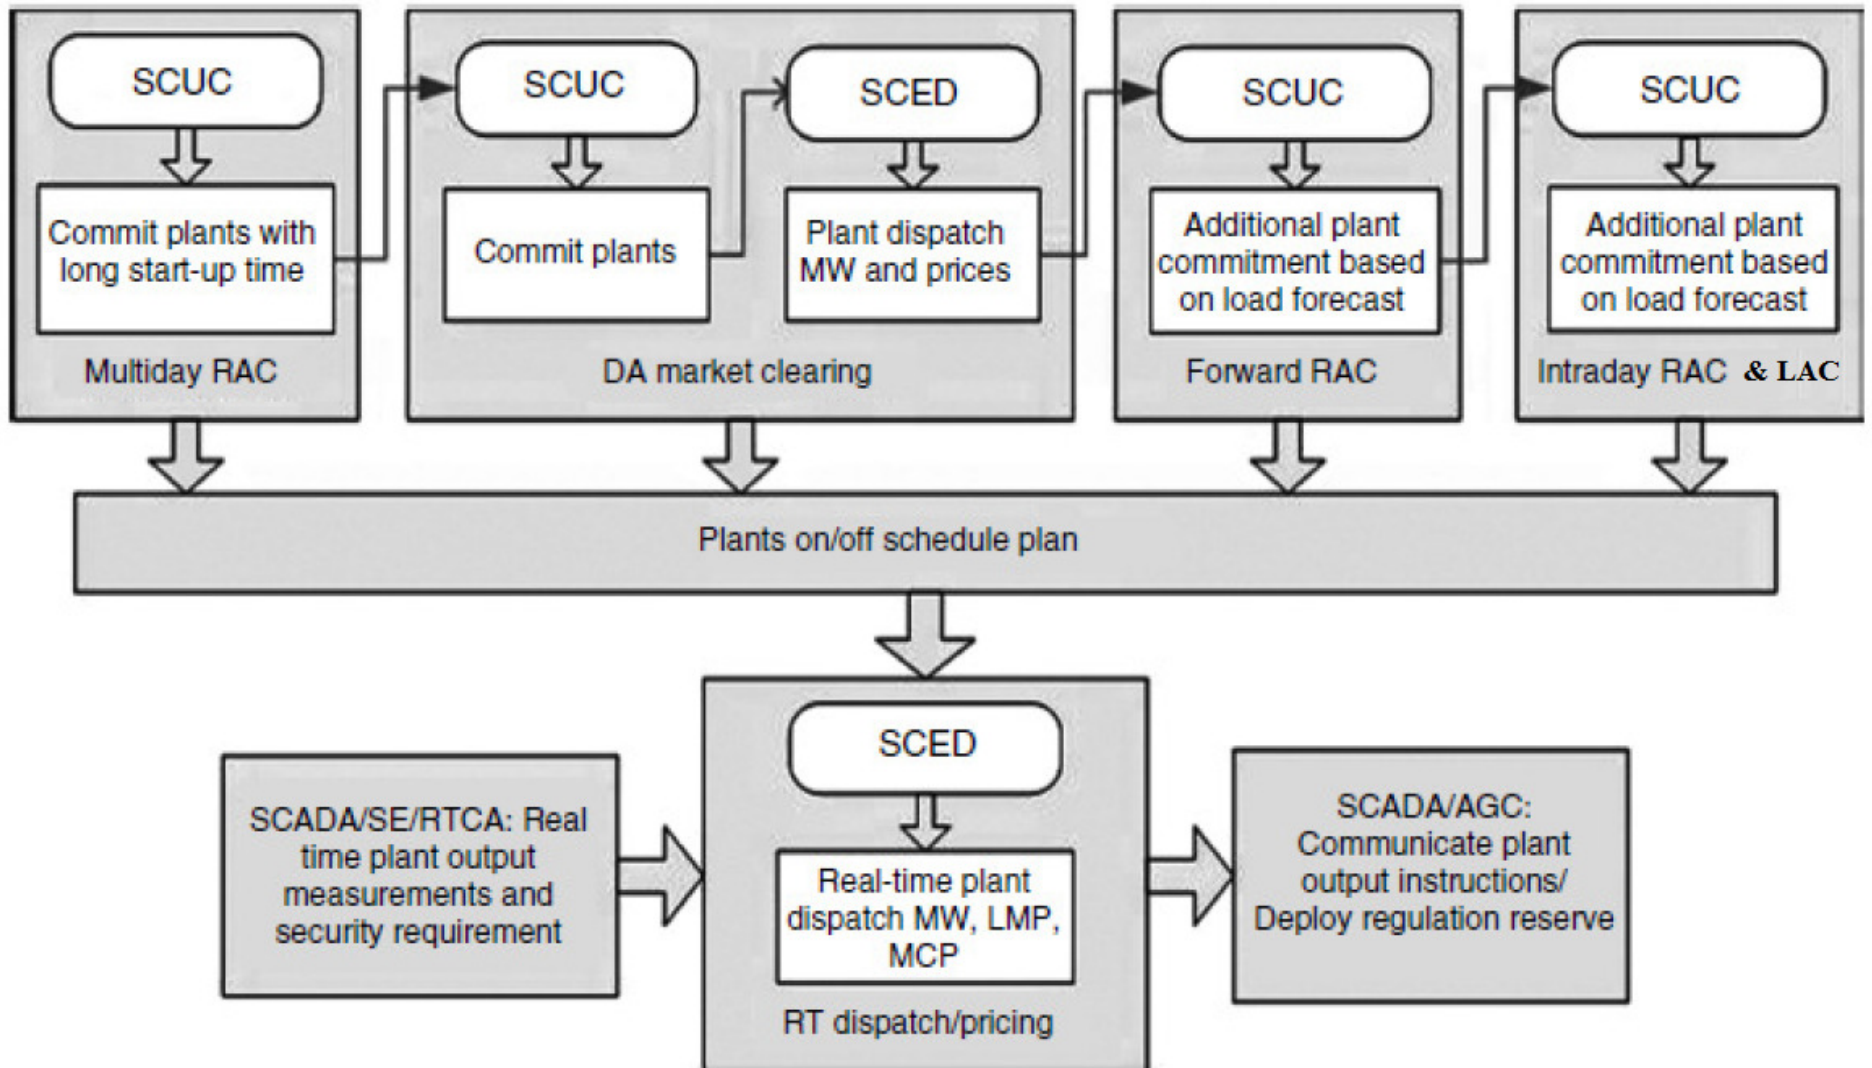 SCUC
Commit plants with
long start-up time
Multiday RAC
SCUC
Commit plants
SCED
Plant dispatch
MW and prices
DA market clearing
SCUC
Additional plant
commitment based
on load forecast
Forward RAC
SCUC
Additional plant
commitment based
on load forecast
Intraday RAC & LAC
Plants on/off schedule plan
SCADA/SE/RTCA: Real
time plant output
measurements and
security requirement
SCED
Real-time plant
dispatch MW, LMP,
MCP
RT dispatch/pricing
SCADA/AGC:
Communicate plant
output instructions/
Deploy regulation reserve